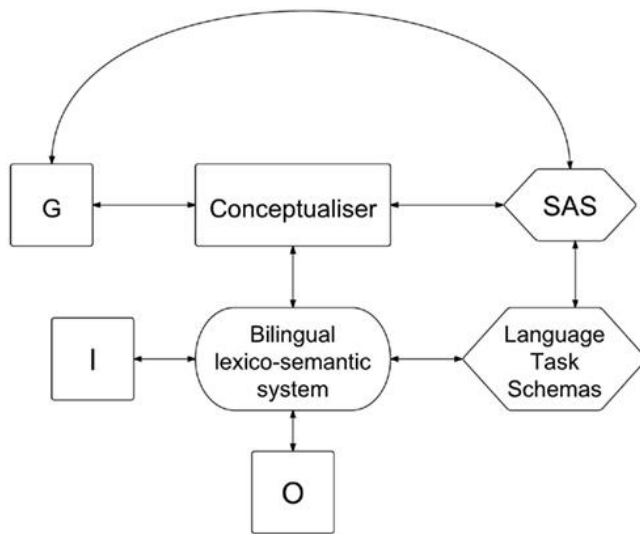 G
Conceptualiser
SAS
I
Bilingual
lexico-semantic
system
Language
Task
Schemas
O